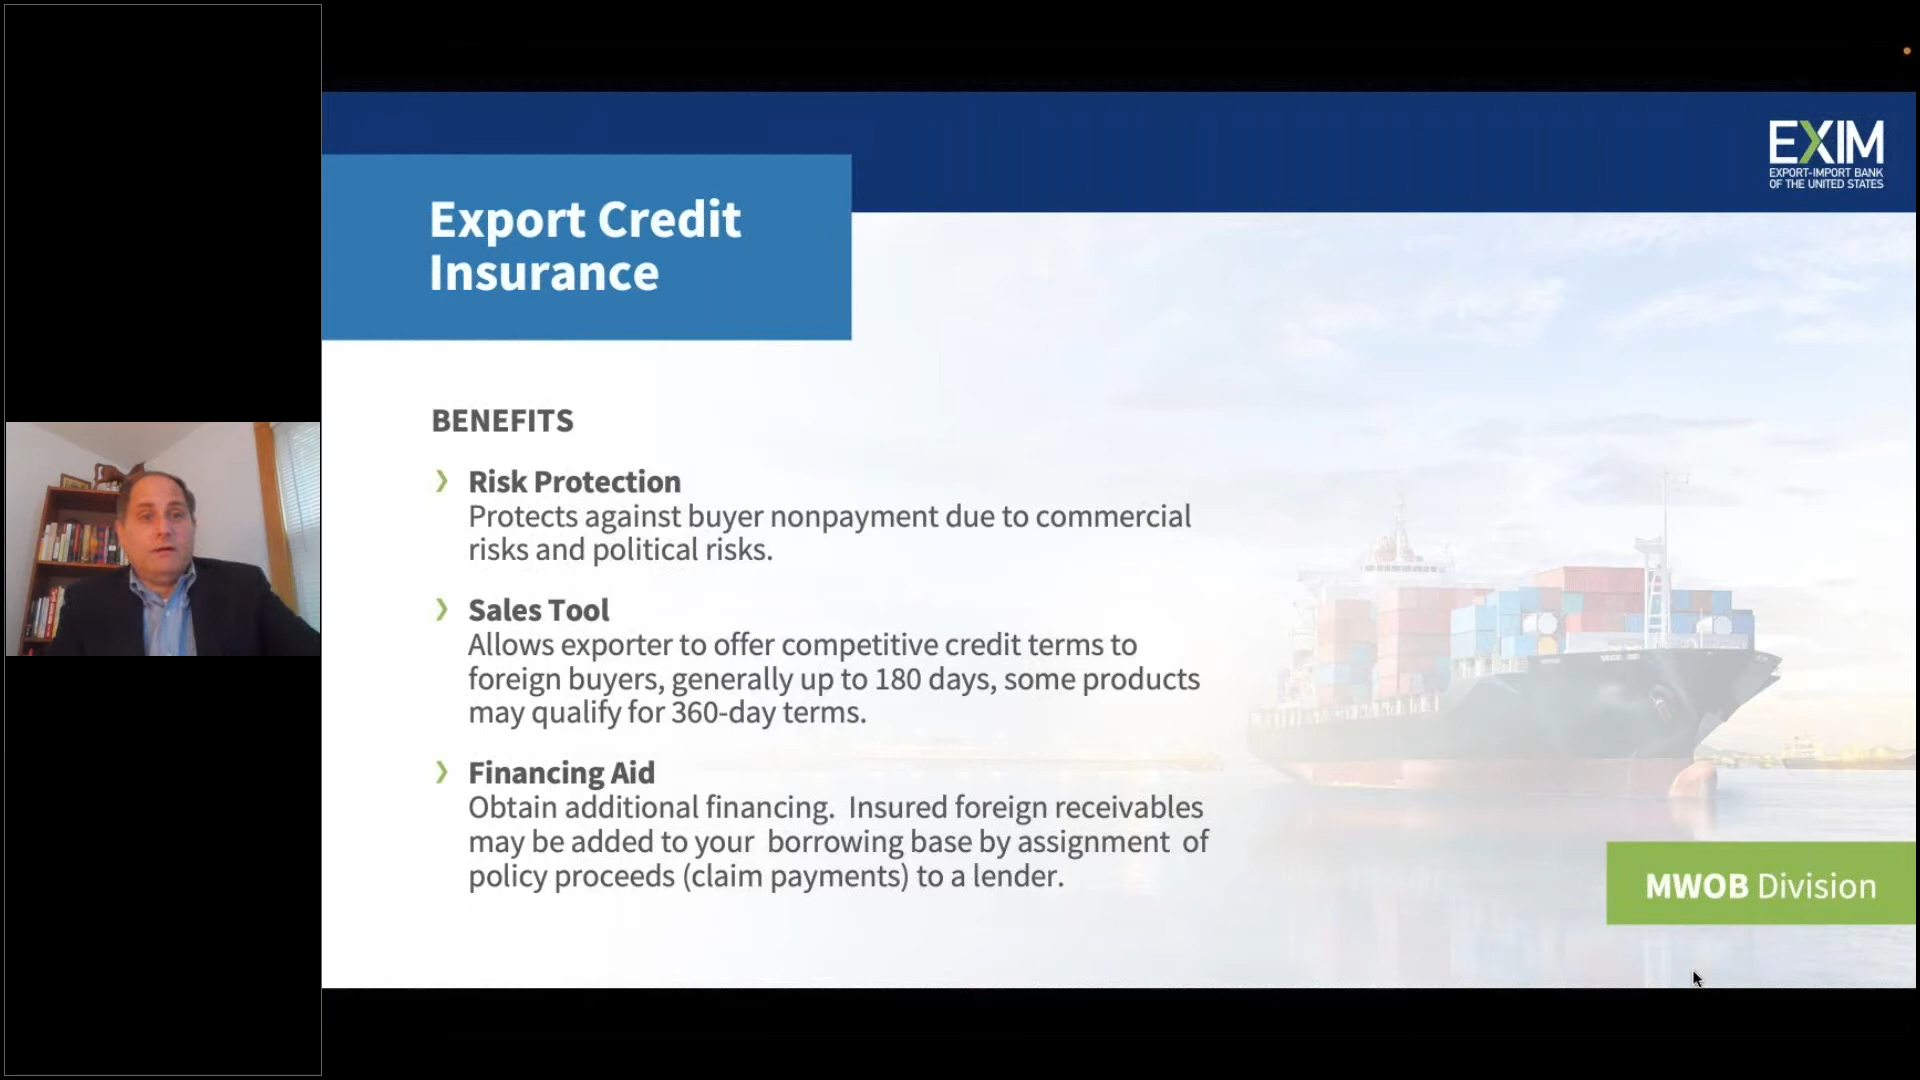 EXIM
EXPORT-IMPORT BANK
OF THE UNITED STATES
Export Credit
Insurance
BENEFITS
Risk Protection
Protects against buyer nonpayment due to commercial
risks and political risks.
Sales Tool
Allows exporter to offer competitive credit terms to
foreign buyers, generally up to 180 days, some products
may qualify for 360-day terms.
Financing Aid
Obtain additional financing.  Insured foreign receivables
may be added to your  borrowing base by assignment  of
policy proceeds (claim payments) to a lender.
MWOB Division